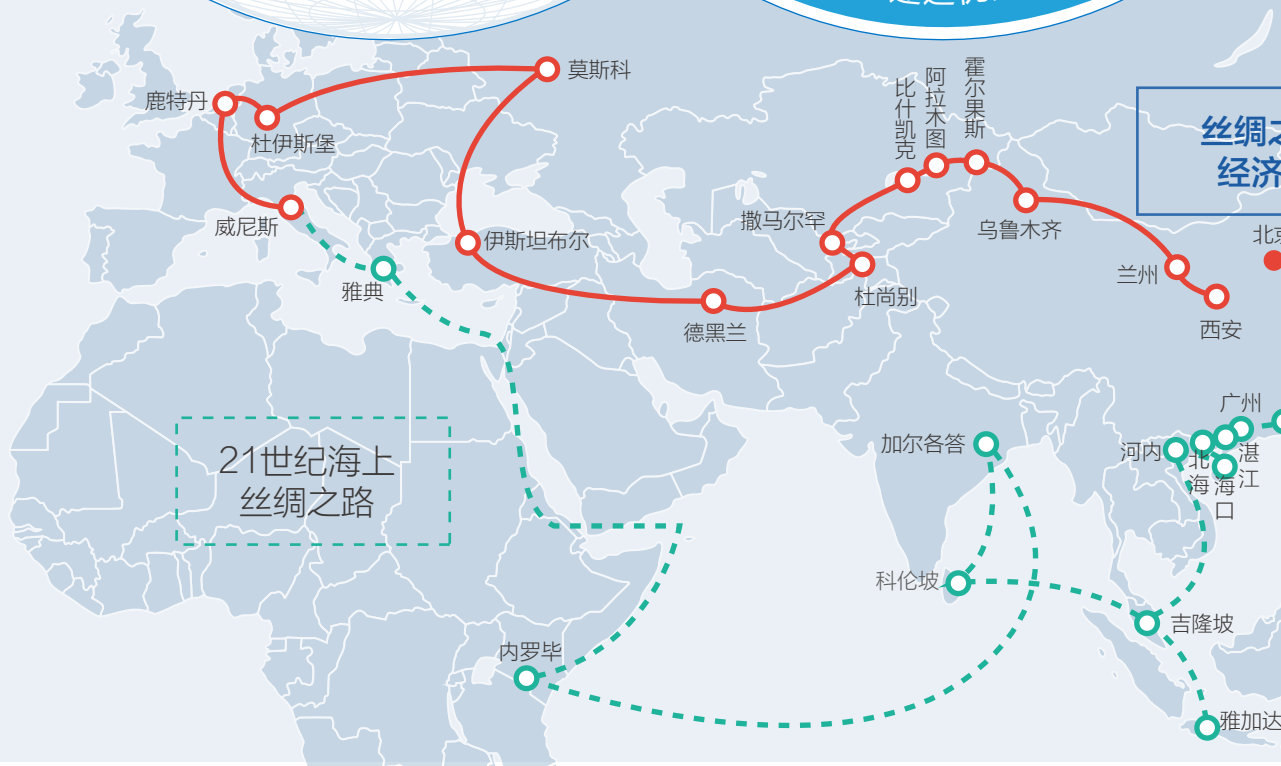 莫斯科
鹿特丹
杜伊斯堡
比什凯克
阿拉木图
霍尔果斯
丝绸
经济
威尼斯
伊斯坦布尔
撒马尔罕
乌鲁木齐
北京
雅典
杜尚别
兰州
德黑兰
西安
广州
21世纪海上
丝绸之路
加尔各答
河内
北海
湛江
海口
科伦坡
吉隆坡
内罗毕
雅加达